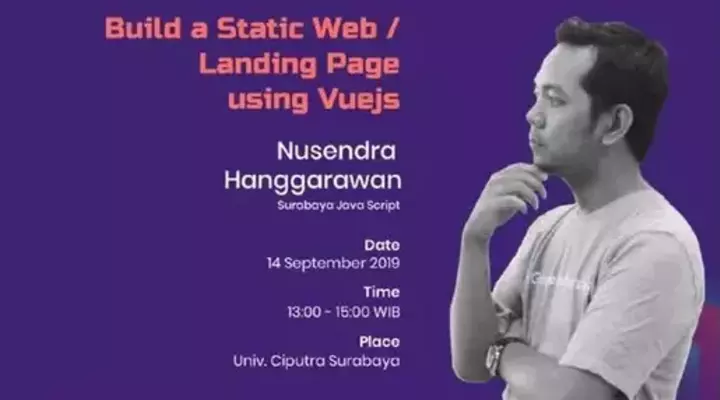 Build a Static Web /
Landing Page
using Vuejs
Nusendra
Hanggarawan
Surabaya Java Script
Date
14 September 2019
Time
13:00 - 15:00 WIB
Place
Univ. Ciputra Surabaya